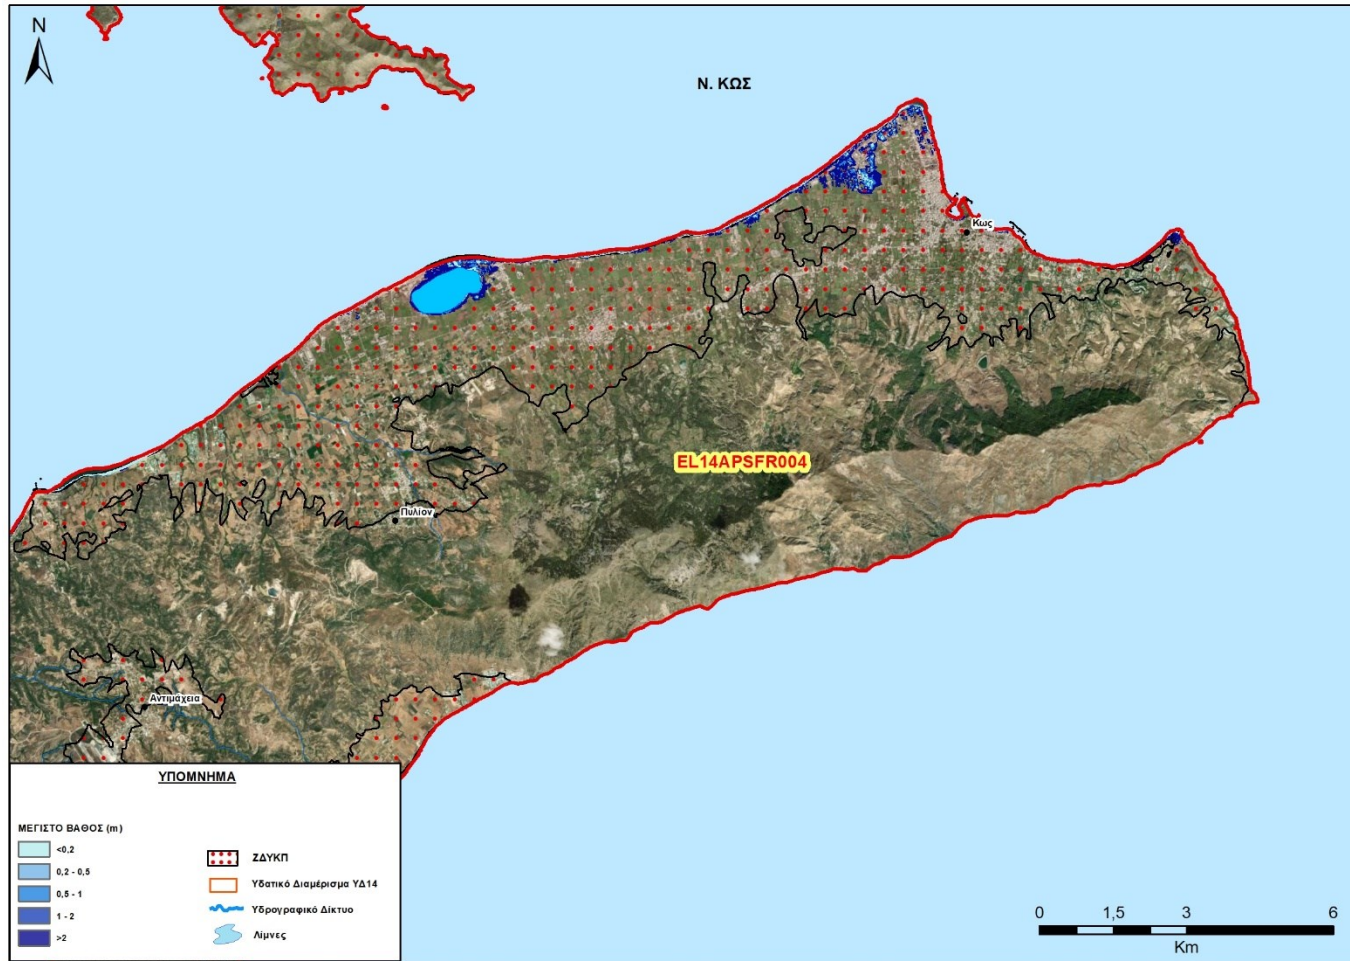 N
Ν. ΚΩΣ
Κως
EL14APSFR004
Πυλίον
Αντιμάχεια
ΥΠΟΜΝΗΜΑ
ΜΕΓΙΣΤΟ ΒΑΘΟΣ (m)
<0,2
0,2 - 0,5
0,5 - 1
1 - 2
>2
ΖΔΥΚΠ
Υδατικό Διαμέρισμα ΥΔ14
Υδρογραφικό Δίκτυο
Λίμνες
0 1,5 3 6
Km